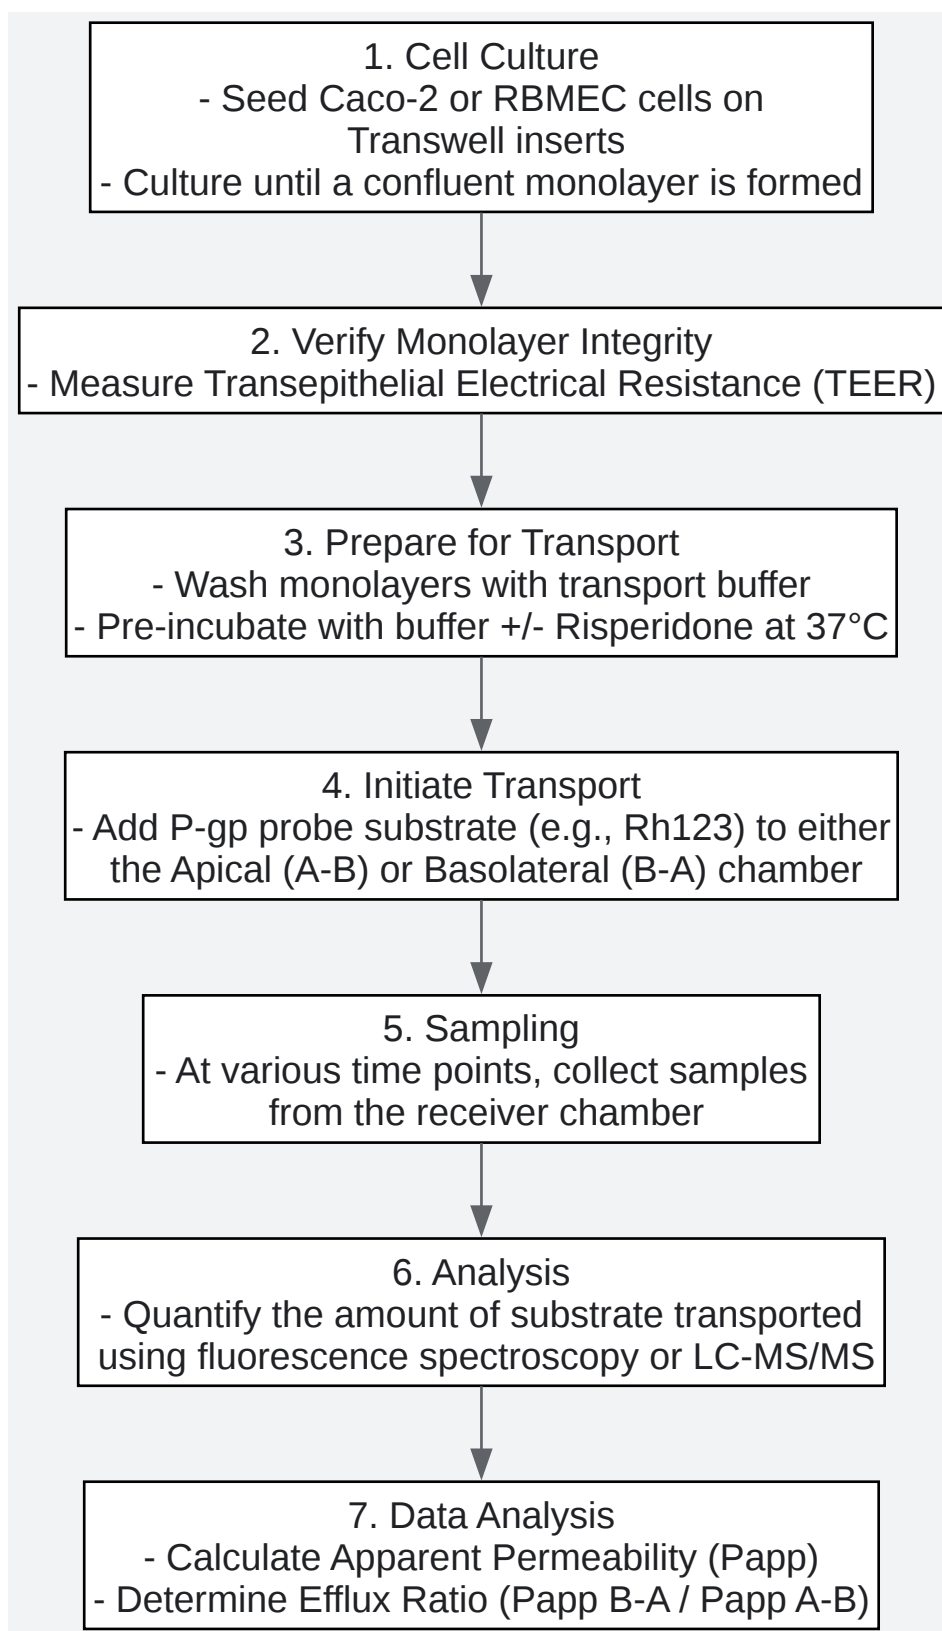 1. Cell Culture
- Seed Caco-2 or RBMEC cells on
Transwell inserts
- Culture until a confluent monolayer is formed
2. Verify Monolayer Integrity
- Measure Transepithelial Electrical Resistance (TEER)
3. Prepare for Transport
- Wash monolayers with transport buffer
- Pre-incubate with buffer +/- Risperidone at 37°C
4. Initiate Transport
- Add P-gp probe substrate (e.g., Rh123) to either
the Apical (A-B) or Basolateral (B-A) chamber
5. Sampling
- At various time points, collect samples
from the receiver chamber
6. Analysis
- Quantify the amount of substrate transported
using fluorescence spectroscopy or LC-MS/MS
7. Data Analysis
- Calculate Apparent Permeability (Papp)
- Determine Efflux Ratio (Papp B-A / Papp A-B)